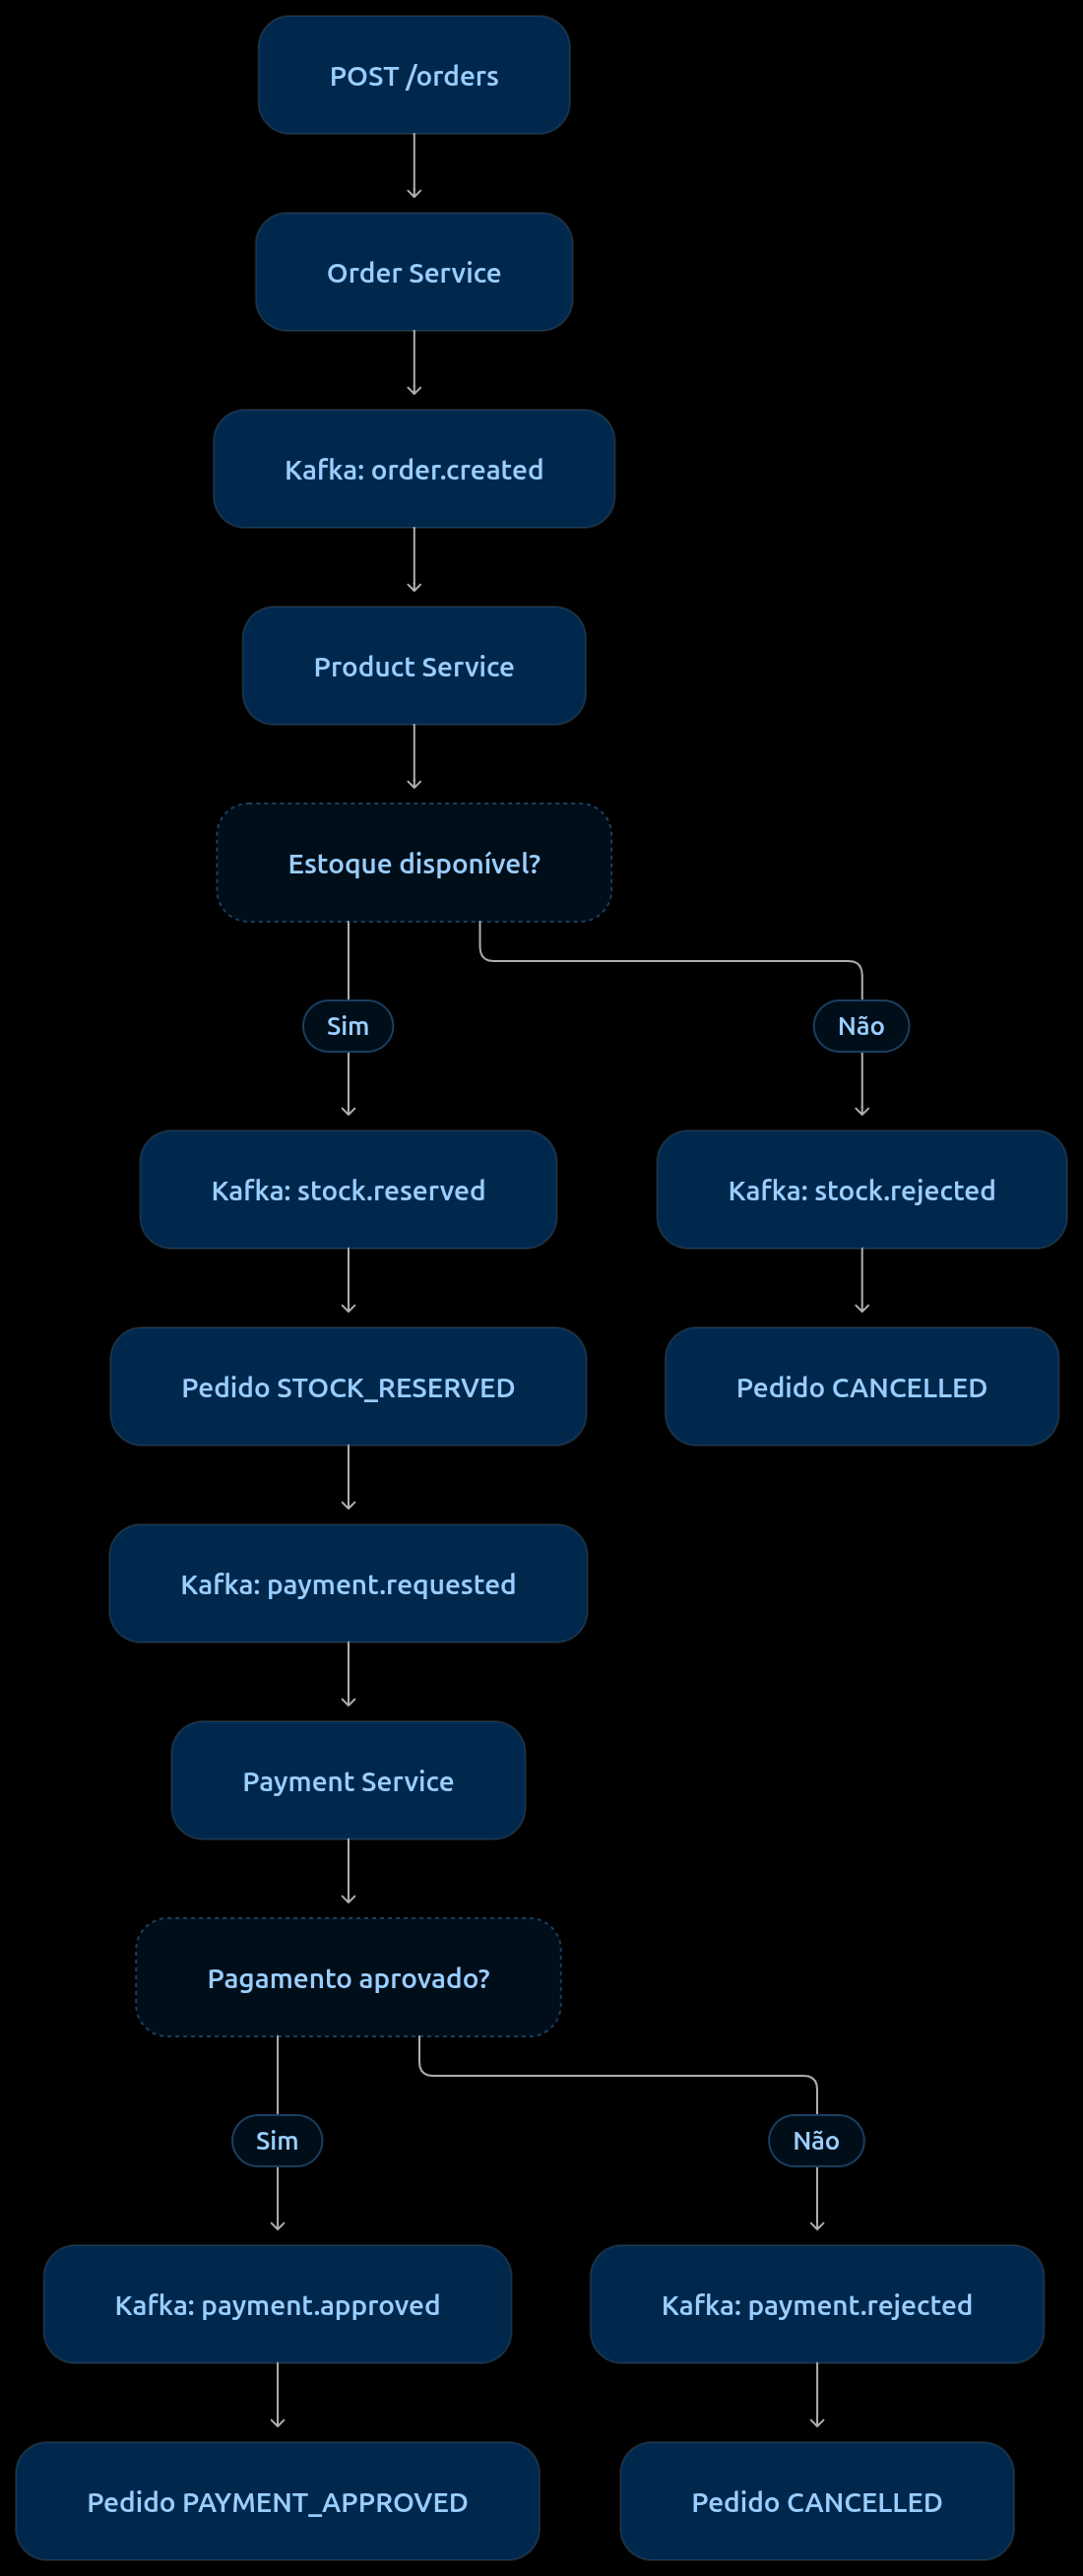 POST /orders
Order Service
Kafka: order.created
Product Service
Estoque disponível?
Sim
Não
Kafka: stock.reserved
Kafka: stock.rejected
Pedido STOCK_RESERVED
Pedido CANCELLED
Kafka: payment.requested
Payment Service
Pagamento aprovado?
Sim
Não
Kafka: payment.approved
Kafka: payment.rejected
Pedido PAYMENT_APPROVED
Pedido CANCELLED